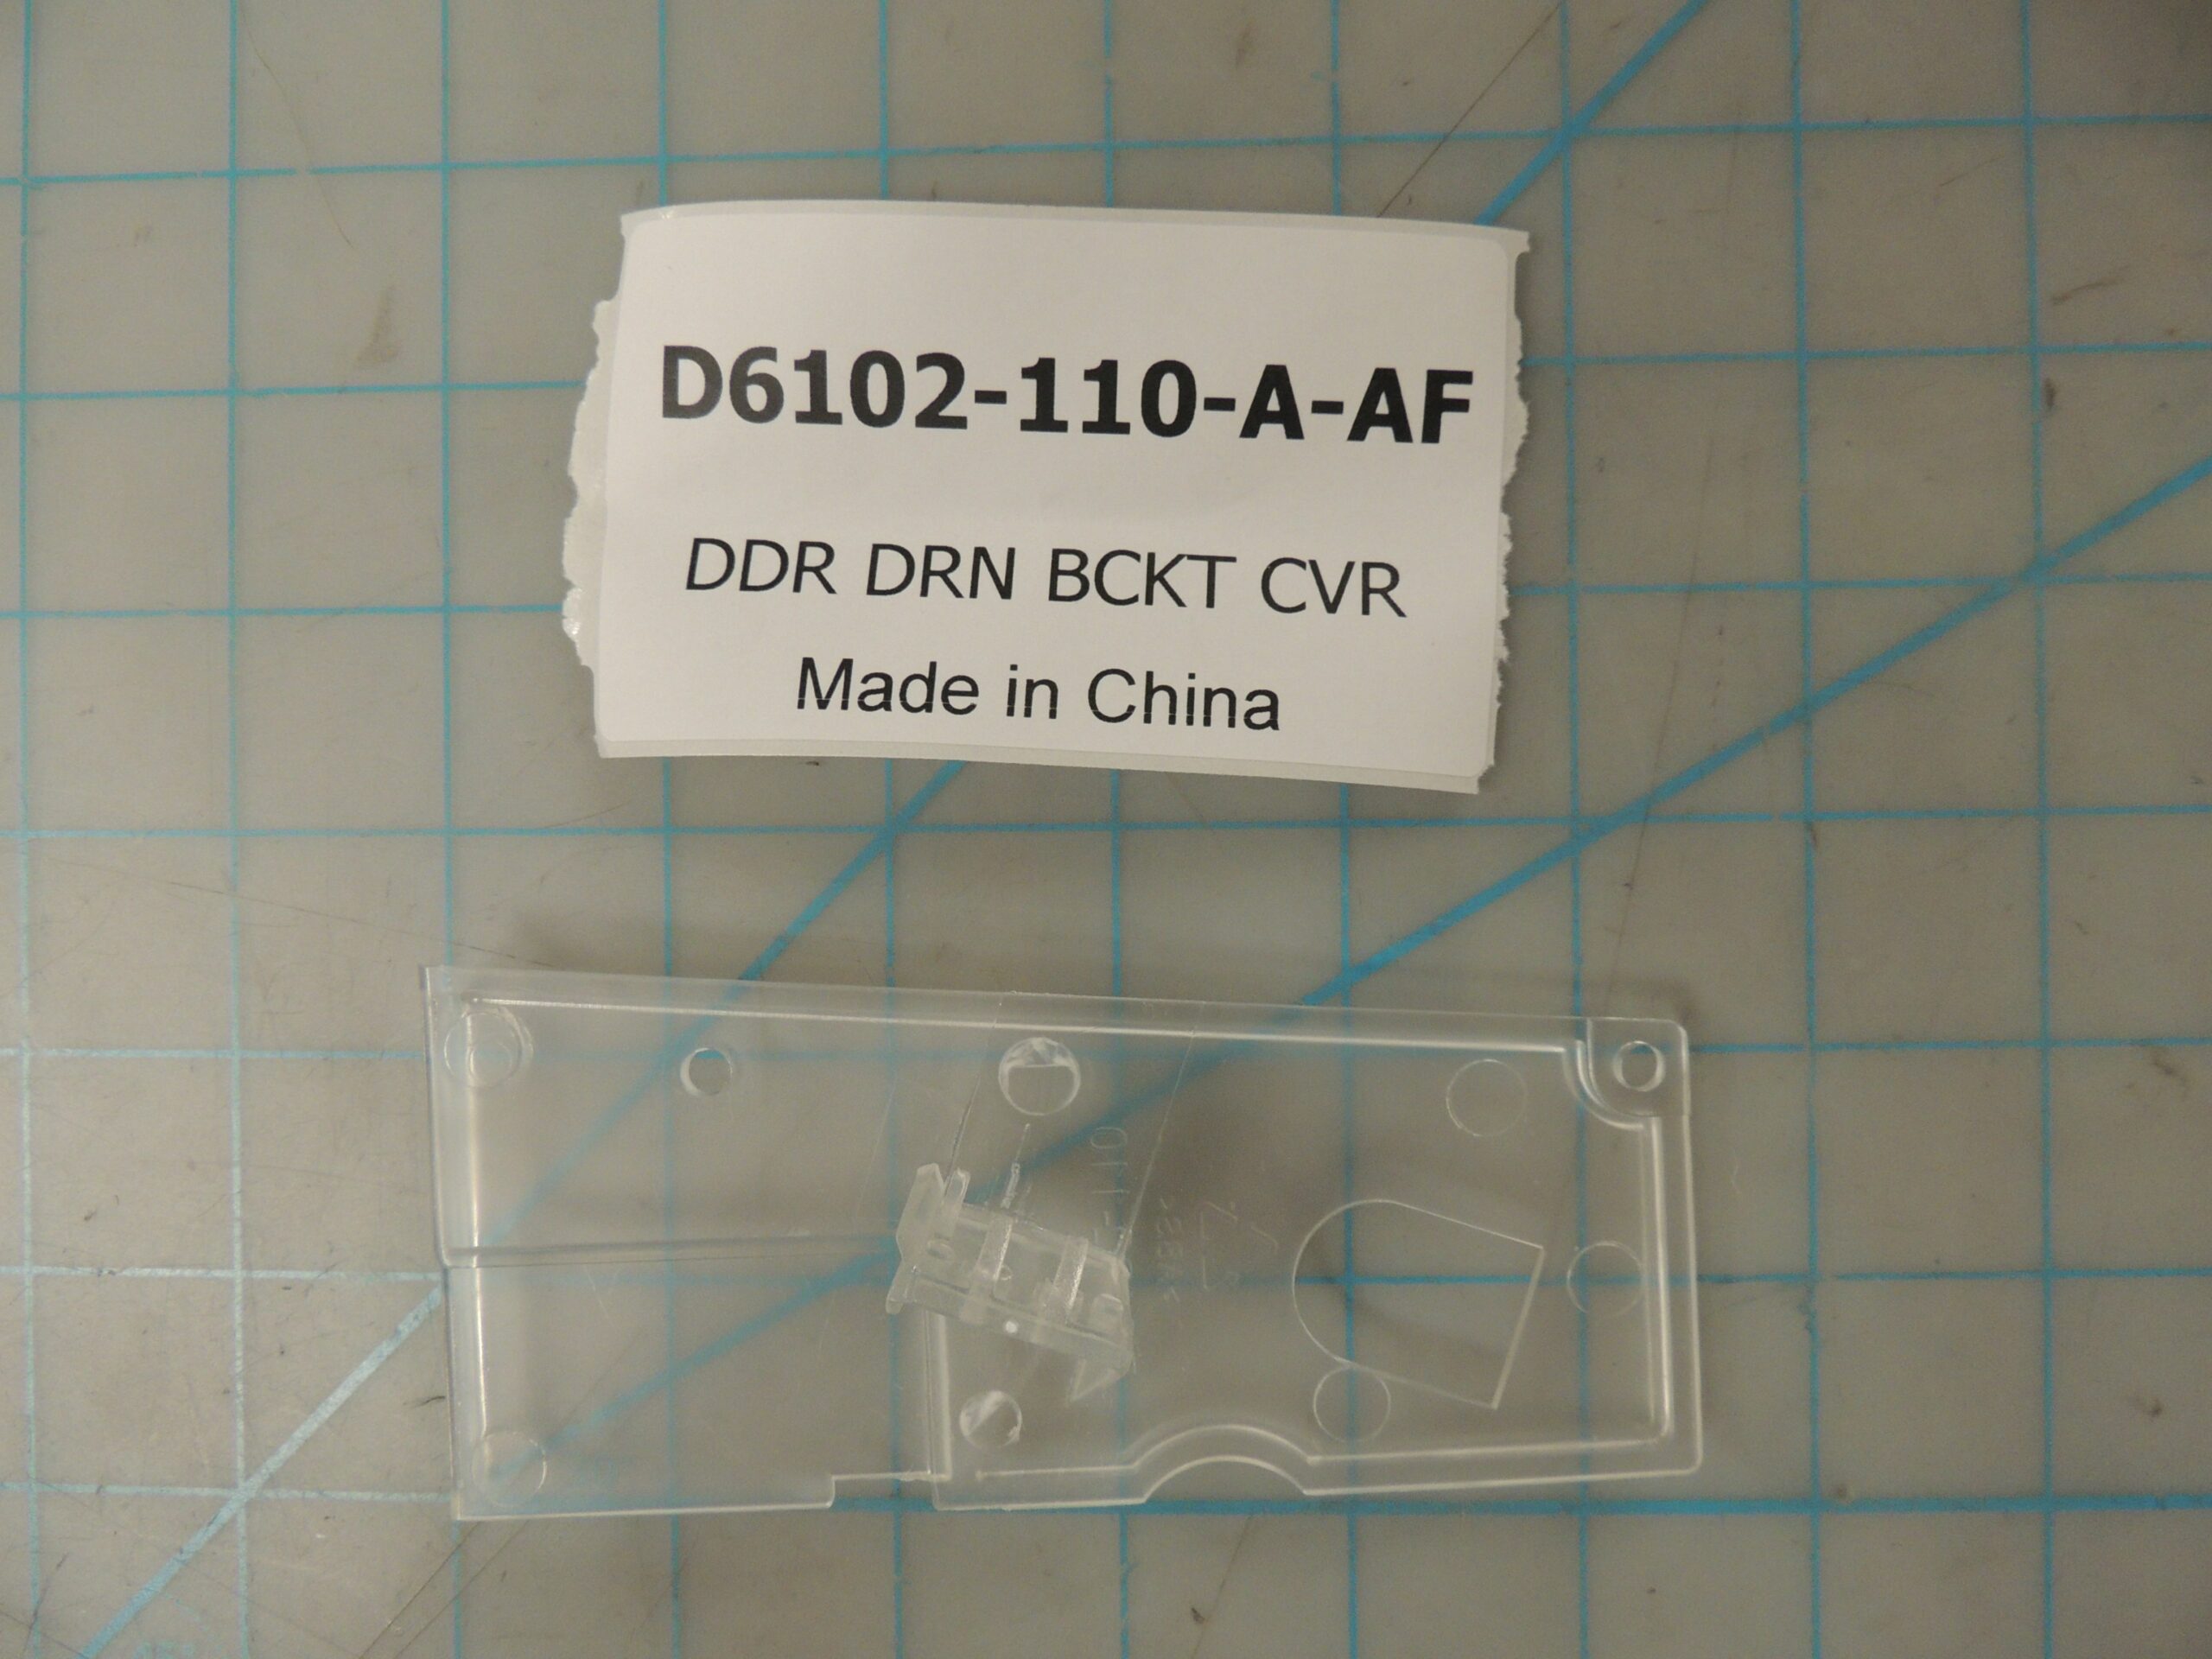 D6102-110-A-AF
DDR DRN BCKT CVR
Made in China